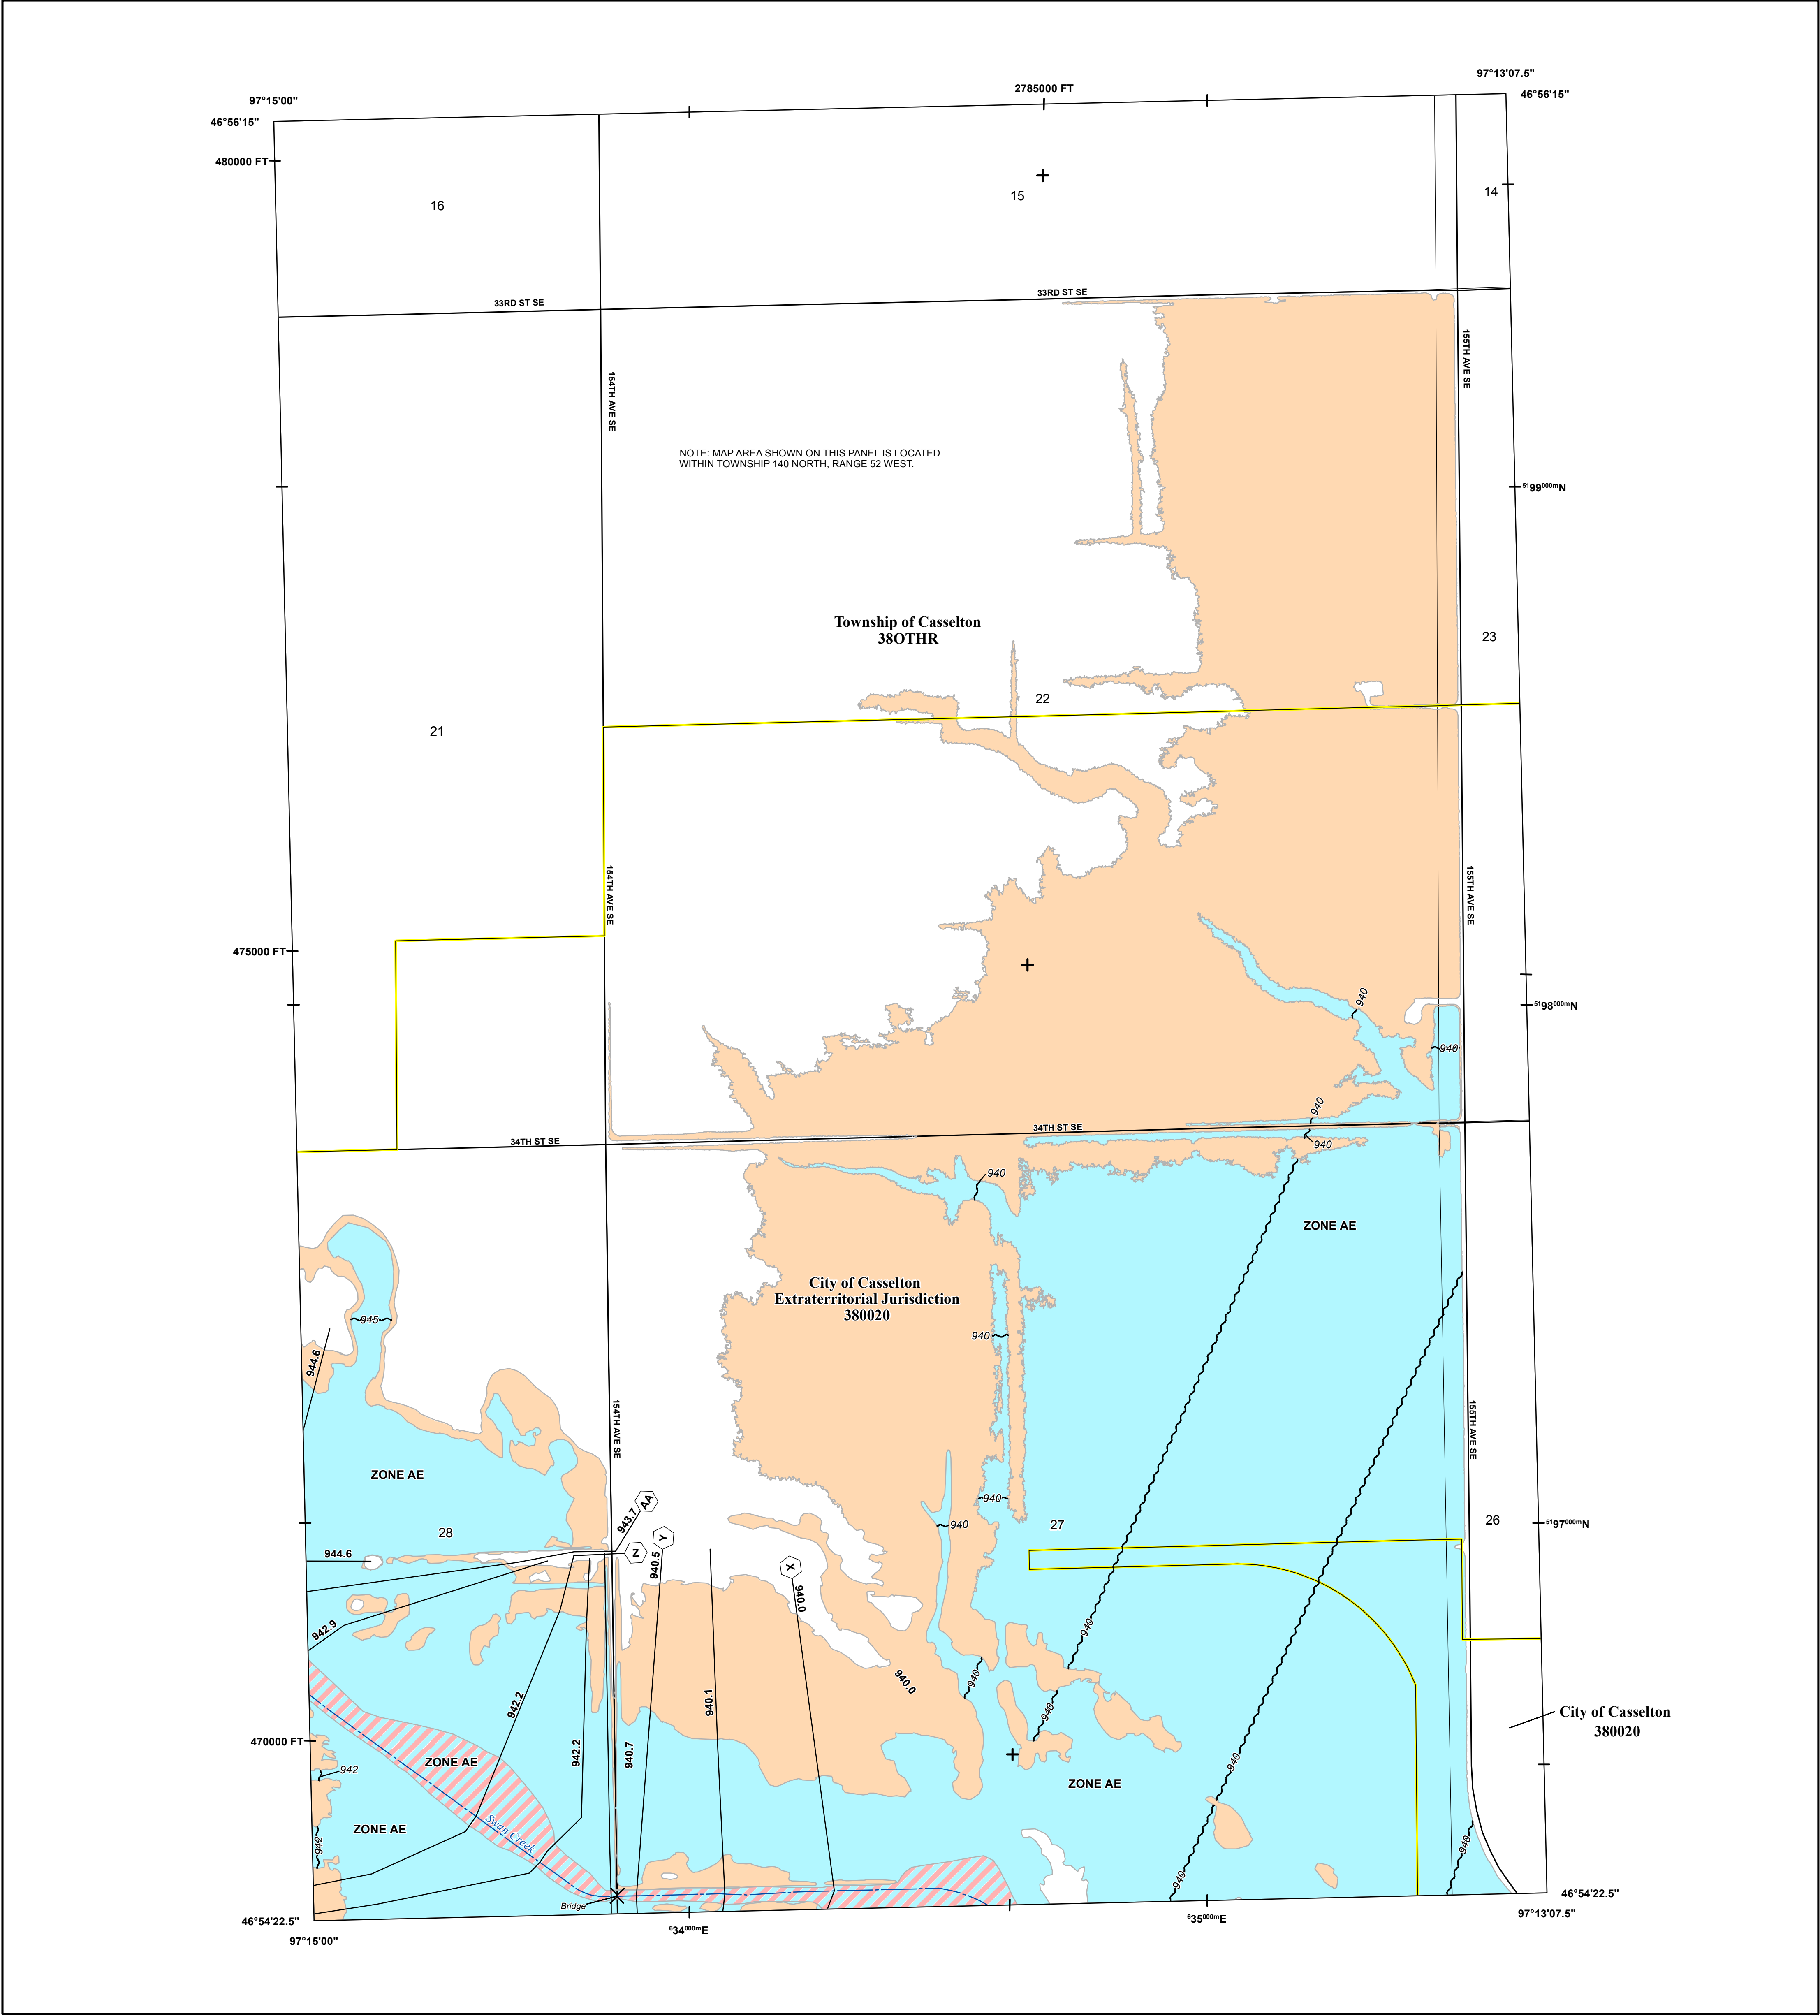 97°13'07.5"
2785000 FT
97°15'00"
46°56'15"
46°56'15"
480000 FT
16
15
14
33RD ST SE
33RD ST SE
155TH AVE SE
154TH AVE SE
NOTE: MAP AREA SHOWN ON THIS PANEL IS LOCATED
WITHIN TOWNSHIP 140 NORTH, RANGE 52 WEST.
5199000mN
Township of Casselton
38OTHR
23
22
21
154TH AVE SE
155TH AVE SE
475000 FT
940
5198000mN
940
940
34TH ST SE
34TH ST SE
940
940
ZONE AE
City of Casselton
Extraterritorial Jurisdiction
380020
945
940
944.6
154TH AVE SE
155TH AVE SE
ZONE AE
940
AA
943.7
28
940
27
26
5197000mN
Y
Z
944.6
940.5
X
940.0
942.9
940
940.0
940
942.2
940.1
940
City of Casselton
380020
470000 FT
942.2
940.7
ZONE AE
940
942
ZONE AE
ZONE AE
Swan Creek
942
940
940
Bridge
46°54'22.5"
46°54'22.5"
634000mE
635000mE
97°15'00"
97°13'07.5"